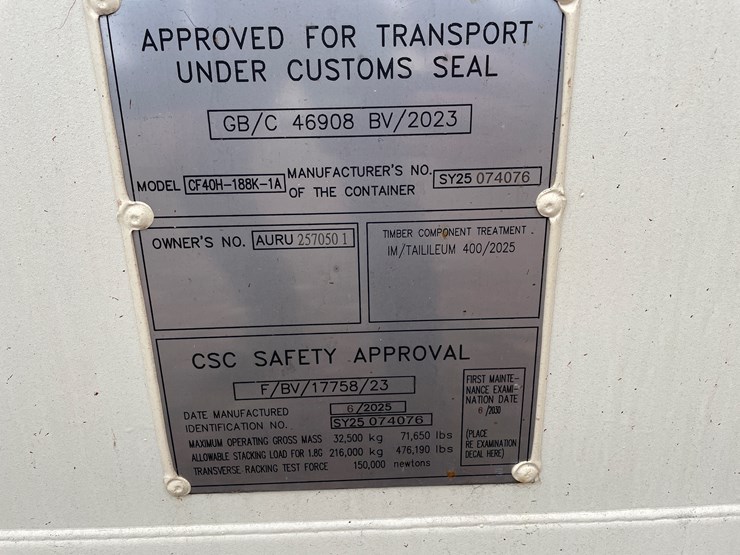 APPROVED FOR TRANSPORT
UNDER CUSTOMS SEAL
GB/C 46908 BV/2023
MODEL CF40H-188K-1A MANUFACTURER'S NO. OF THE CONTAINER SY25 074076
OWNER'S NO. AURU 257050 1
TIMBER COMPONENT TREATMENT
IM/TAILILEUM 400/2025
CSC SAFETY APPROVAL
F/BV/17758/23
DATE MANUFACTURED 6/2025
IDENTIFICATION NO. SY25 074076
MAXIMUM OPERATING GROSS MASS 32,500 kg 71,650 lbs
ALLOWABLE STACKING LOAD FOR 1.8G 216,000 kg 476,190 lbs
TRANSVERSE RACKING TEST FORCE 150,000 newtons
FIRST MAINTE-
NANCE EXAMI-
NATION DATE
6 /2030
(PLACE
RE EXAMINATION
DECAL HERE)